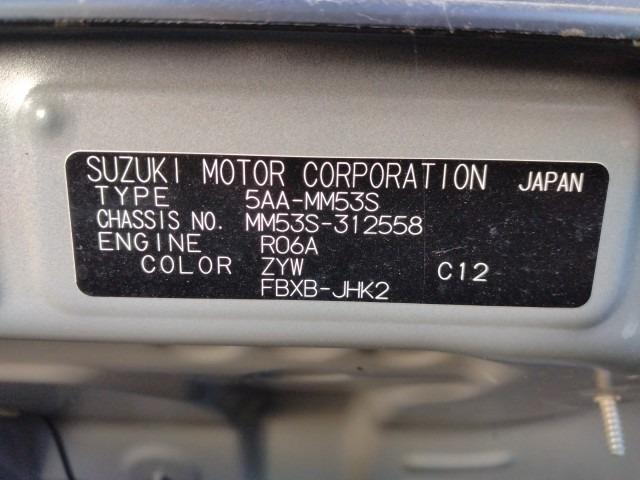 SUZUKI MOTOR CORPORATION JAPAN
TYPE 5AA-MM53S
CHASSIS NO. MM53S-312558
ENGINE R06A
COLOR ZYW C12
FBXB-JHK2